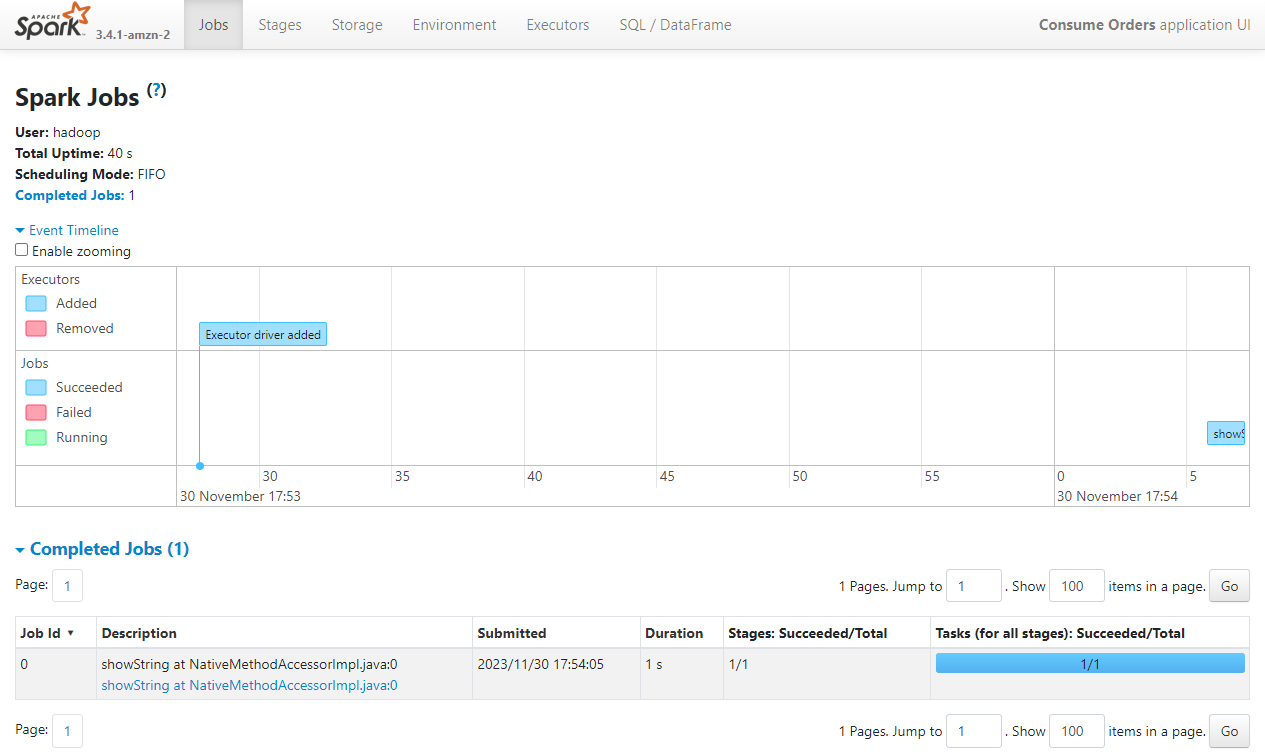 APACHE
Spark 3.4.1-amzn-2 Jobs Stages Storage Environment Executors SQL / DataFrame Consume Orders application UI
Spark Jobs (?)
User: hadoop
Total Uptime: 40 s
Scheduling Mode: FIFO
Completed Jobs: 1
Event Timeline
Enable zooming
Executors
Added
Removed
Executor driver added
Jobs
Succeeded
Failed
Running
showS
30 35 40 45 50 55 0 5
30 November 17:53 30 November 17:54
Completed Jobs (1)
Page: 1 1 Pages. Jump to 1 . Show 100 items in a page. Go
Job Id ▾ Description Submitted Duration Stages: Succeeded/Total Tasks (for all stages): Succeeded/Total
0 showString at NativeMethodAccessorImpl.java:0 2023/11/30 17:54:05 1 s 1/1 1/1
showString at NativeMethodAccessorImpl.java:0
Page: 1 1 Pages. Jump to 1 . Show 100 items in a page. Go